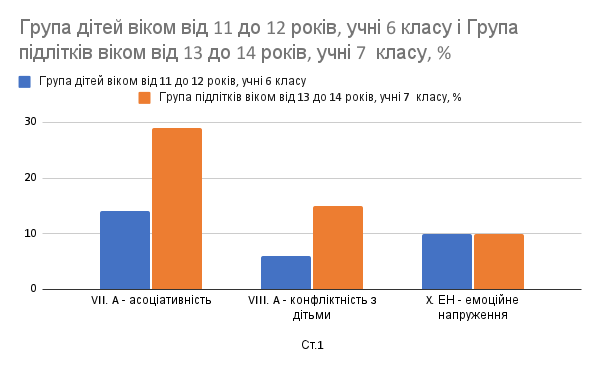 Група дітей віком від 11 до 12 років, учні 6 класу і Група
підлітків віком від 13 до 14 років, учні 7  класу, %
Група дітей віком від 11 до 12 років, учні 6 класу
Група підлітків віком від 13 до 14 років, учні 7  класу, %
30
20
10
0
VII. А - асоціативність
VIII. А - конфліктність з
дітьми
X. ЕН - емоційне
напруження
Ст.1